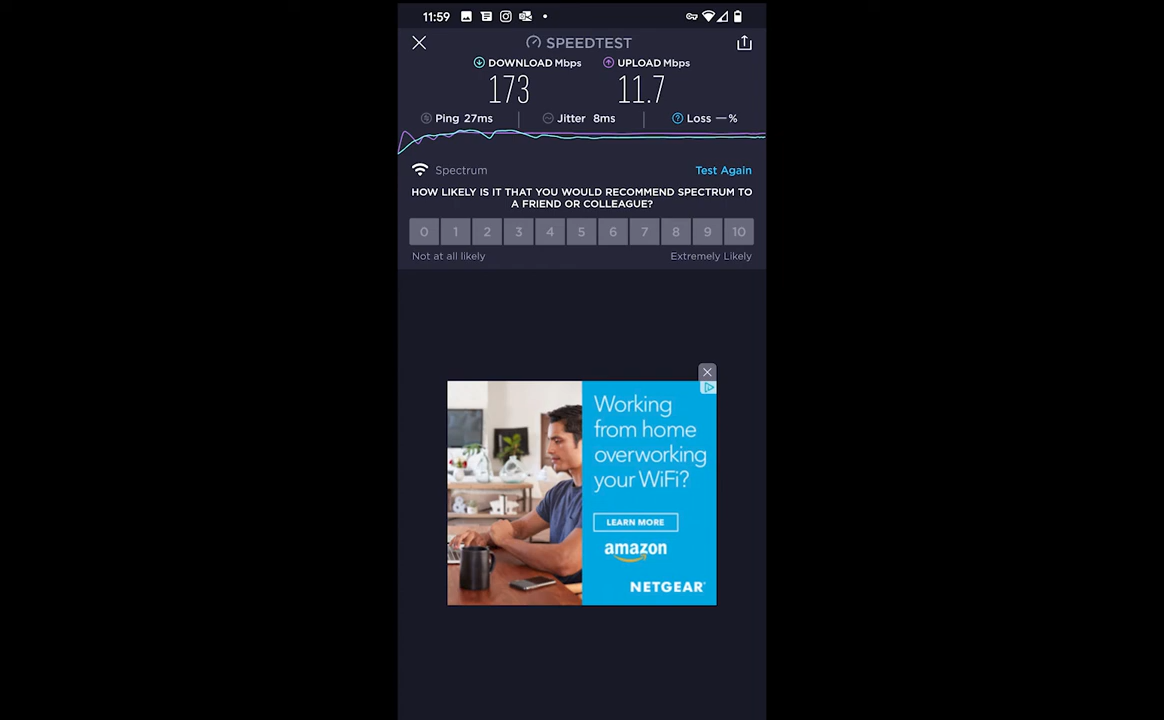 11:59
SPEEDTEST
DOWNLOAD Mbps
UPLOAD Mbps
173
11.7
Ping 27ms
Jitter 8ms
Loss — %
Spectrum
Test Again
HOW LIKELY IS IT THAT YOU WOULD RECOMMEND SPECTRUM TO
A FRIEND OR COLLEAGUE?
0 1 2 3 4 5 6 7 8 9 10
Not at all likely
Extremely Likely
Working
from home
overworking
your WiFi?
LEARN MORE
amazon
NETGEAR